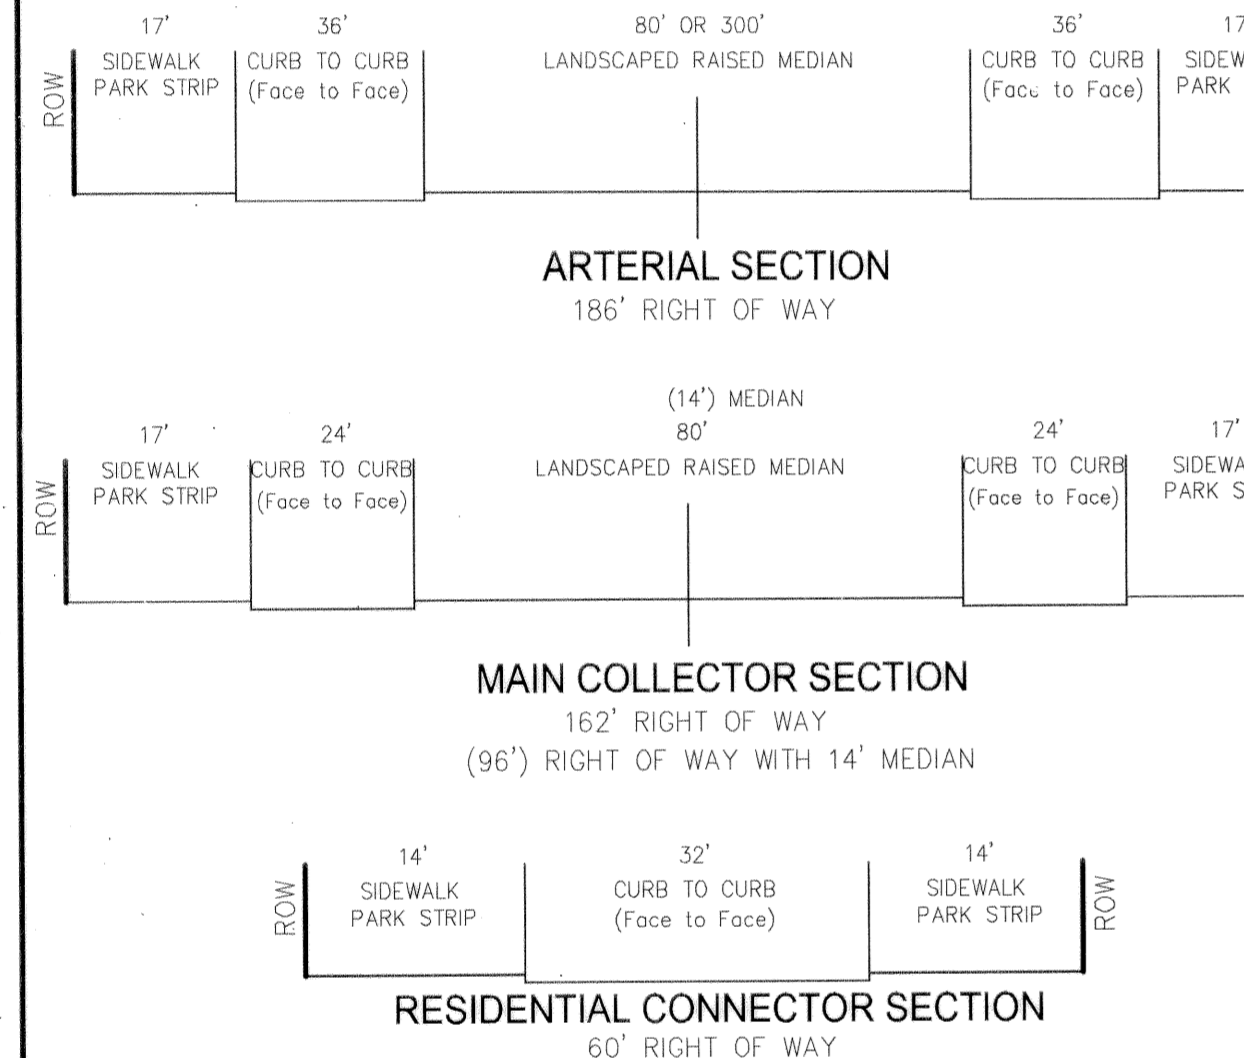 17' 36' 80' OR 300' 36' 17
SIDEWALK CURB TO CURB LANDSCAPED RAISED MEDIAN CURB TO CURB SIDEW
PARK STRIP (Face to Face) (Face to Face) PARK
ROW
ARTERIAL SECTION
186' RIGHT OF WAY
(14') MEDIAN
17' 24' 80' 24' 17'
SIDEWALK CURB TO CURB LANDSCAPED RAISED MEDIAN CURB TO CURB SIDEWA
PARK STRIP (Face to Face) (Face to Face) PARK S
ROW
MAIN COLLECTOR SECTION
162' RIGHT OF WAY
(96') RIGHT OF WAY WITH 14' MEDIAN
14' 32' 14'
SIDEWALK CURB TO CURB SIDEWALK
PARK STRIP (Face to Face) PARK STRIP
ROW ROW
RESIDENTIAL CONNECTOR SECTION
60' RIGHT OF WAY